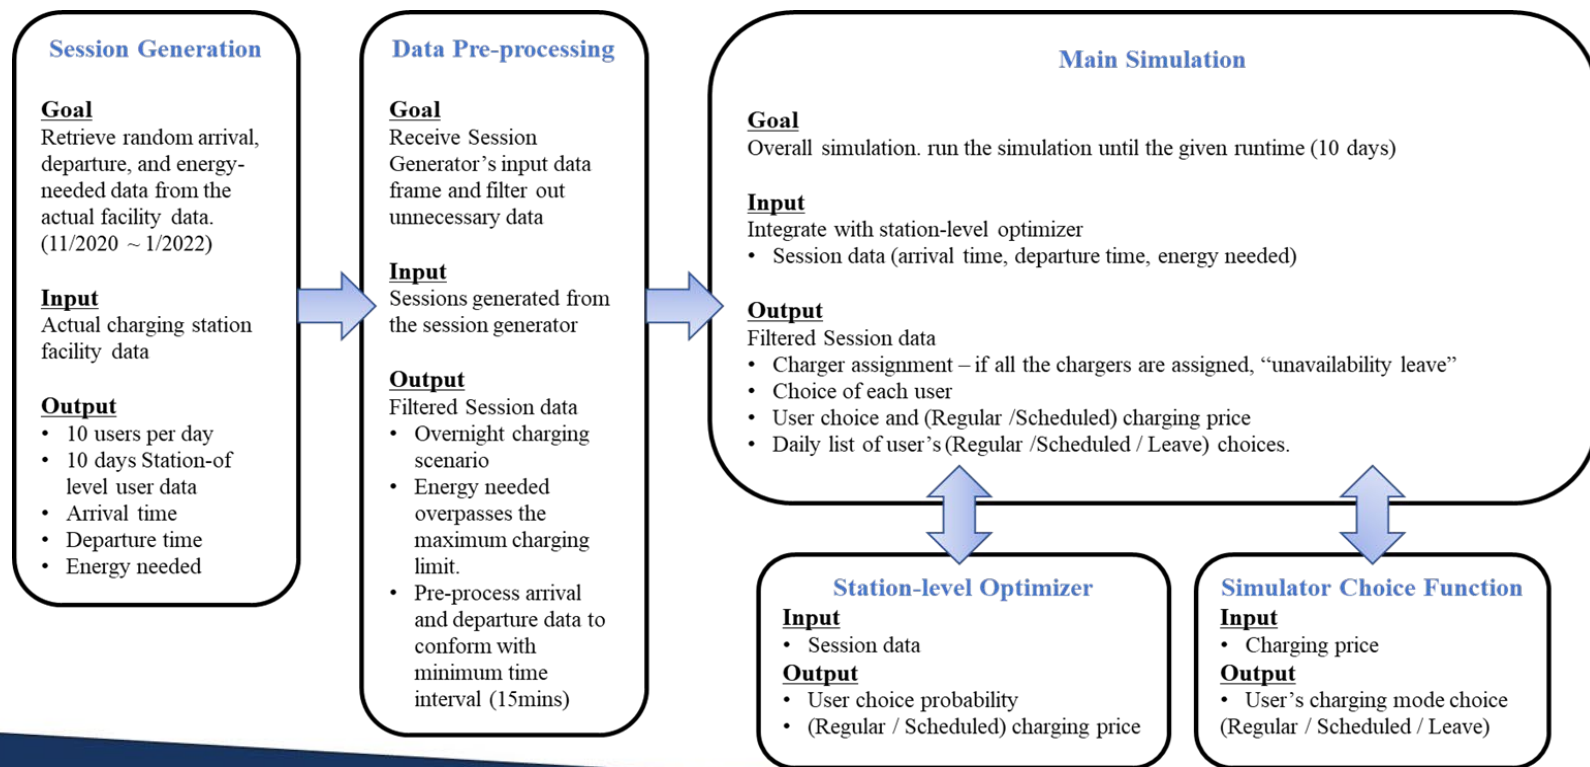 Session Generation
Goal
Retrieve random arrival,
departure, and energy-
needed data from the
actual facility data.
(11/2020 ~ 1/2022)
Input
Actual charging station
facility data
Output
• 10 users per day
• 10 days Station-of
level user data
• Arrival time
• Departure time
• Energy needed
Data Pre-processing
Goal
Receive Session
Generator’s input data
frame and filter out
unnecessary data
Input
Sessions generated from
the session generator
Output
Filtered Session data
• Overnight charging
scenario
• Energy needed
overpasses the
maximum charging
limit.
• Pre-process arrival
and departure data to
conform with
minimum time
interval (15mins)
Main Simulation
Goal
Overall simulation. run the simulation until the given runtime (10 days)
Input
Integrate with station-level optimizer
• Session data (arrival time, departure time, energy needed)
Output
Filtered Session data
• Charger assignment – if all the chargers are assigned, “unavailability leave”
• Choice of each user
• User choice and (Regular /Scheduled) charging price
• Daily list of user’s (Regular /Scheduled / Leave) choices.
Station-level Optimizer
Input
• Session data
Output
• User choice probability
• (Regular / Scheduled) charging price
Simulator Choice Function
Input
• Charging price
Output
• User’s charging mode choice
(Regular / Scheduled / Leave)